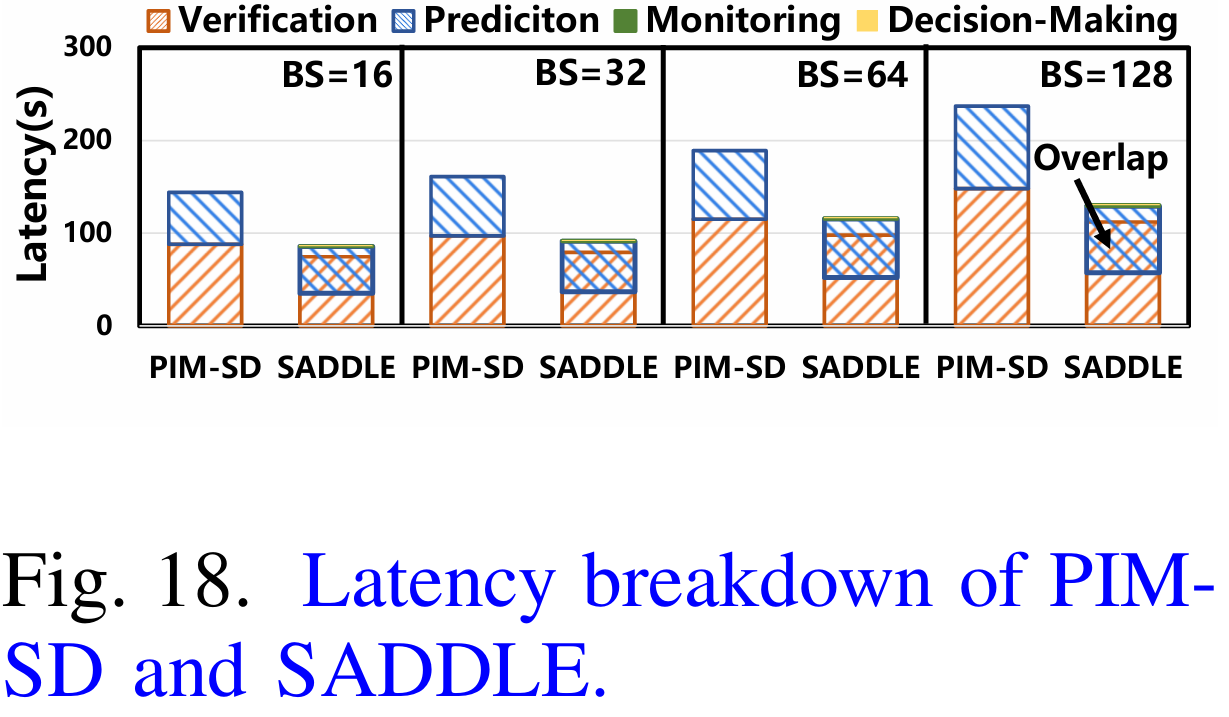 Verification Prediciton Monitoring Decision-Making
Latency(s)
300
200
100
0
BS=16
BS=32
BS=64
BS=128
Overlap
PIM-SD SADDLE PIM-SD SADDLE PIM-SD SADDLE PIM-SD SADDLE
Fig. 18. Latency breakdown of PIM-
SD and SADDLE.